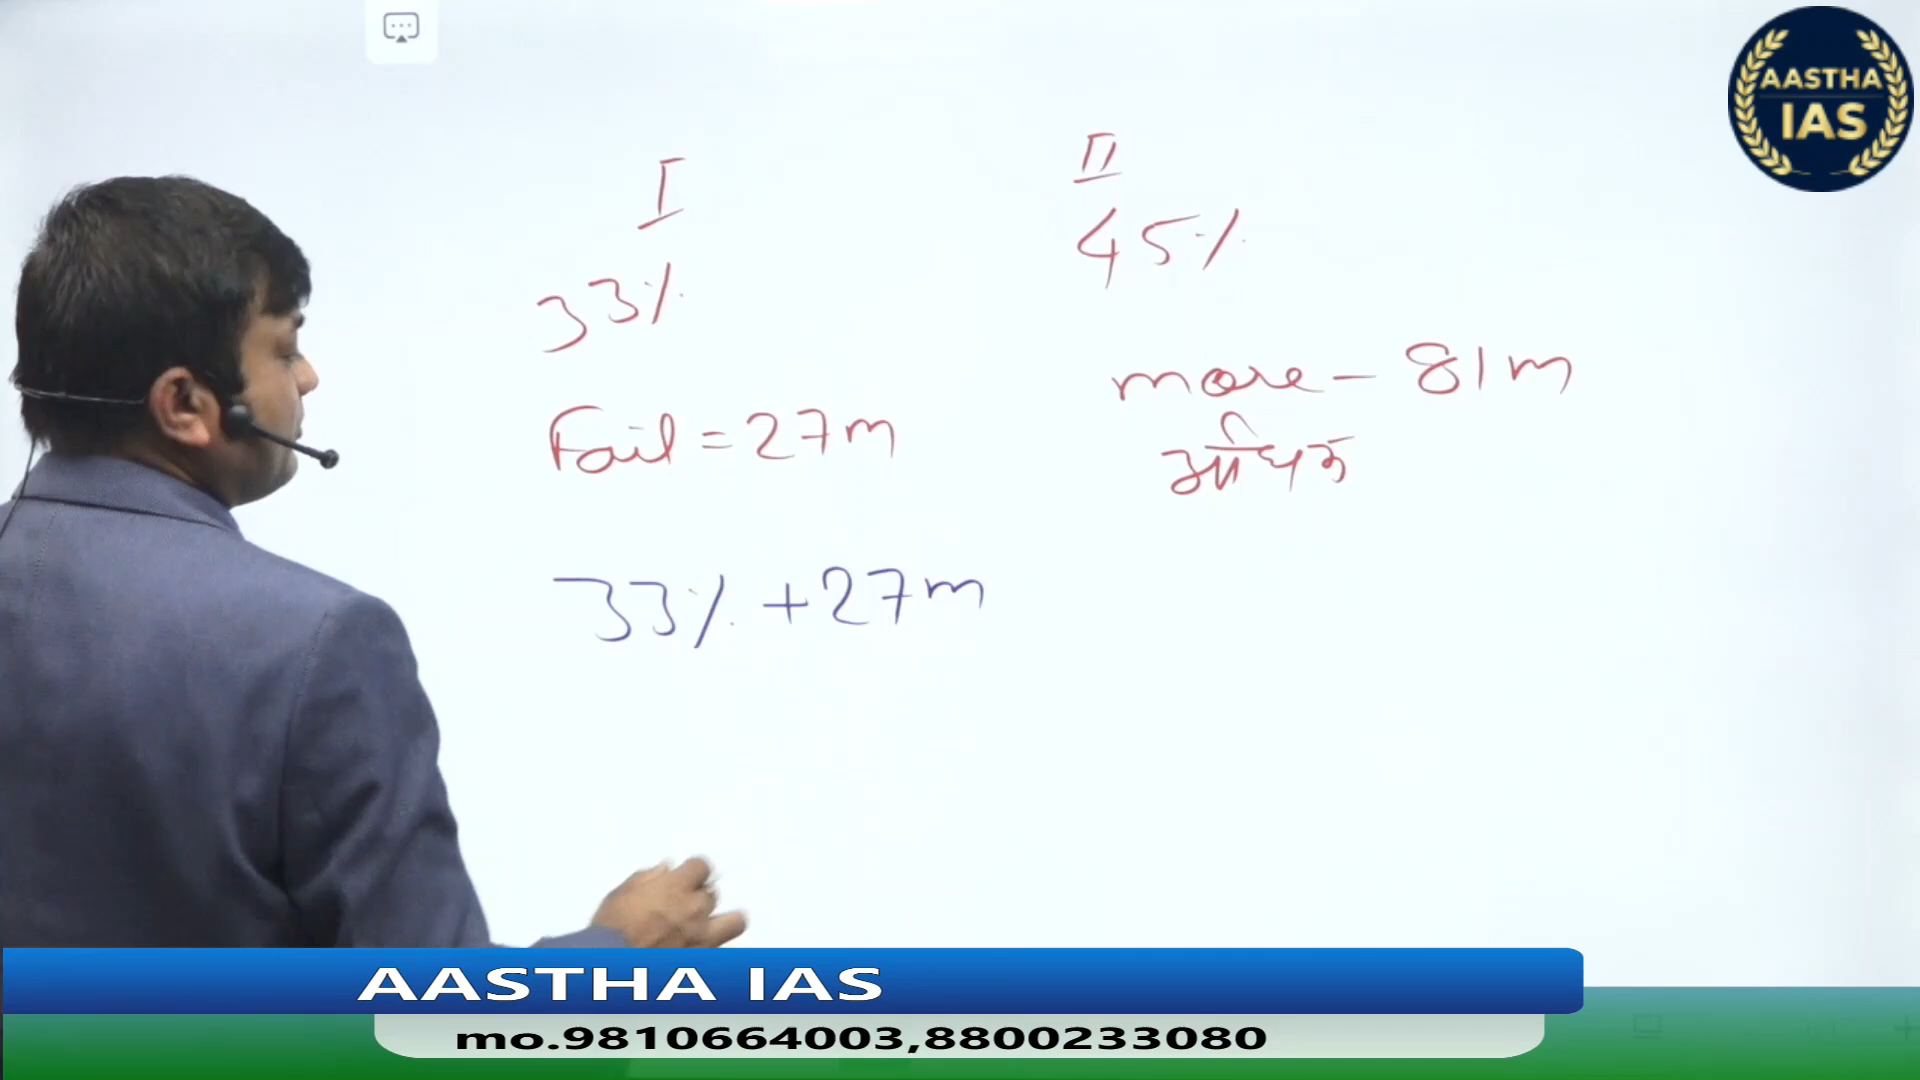 AASTHA
IAS
I
33%
Fail = 27m
33% + 27m
II
45%
more - 81m
अधिक
AASTHA IAS
mo.9810664003,8800233080